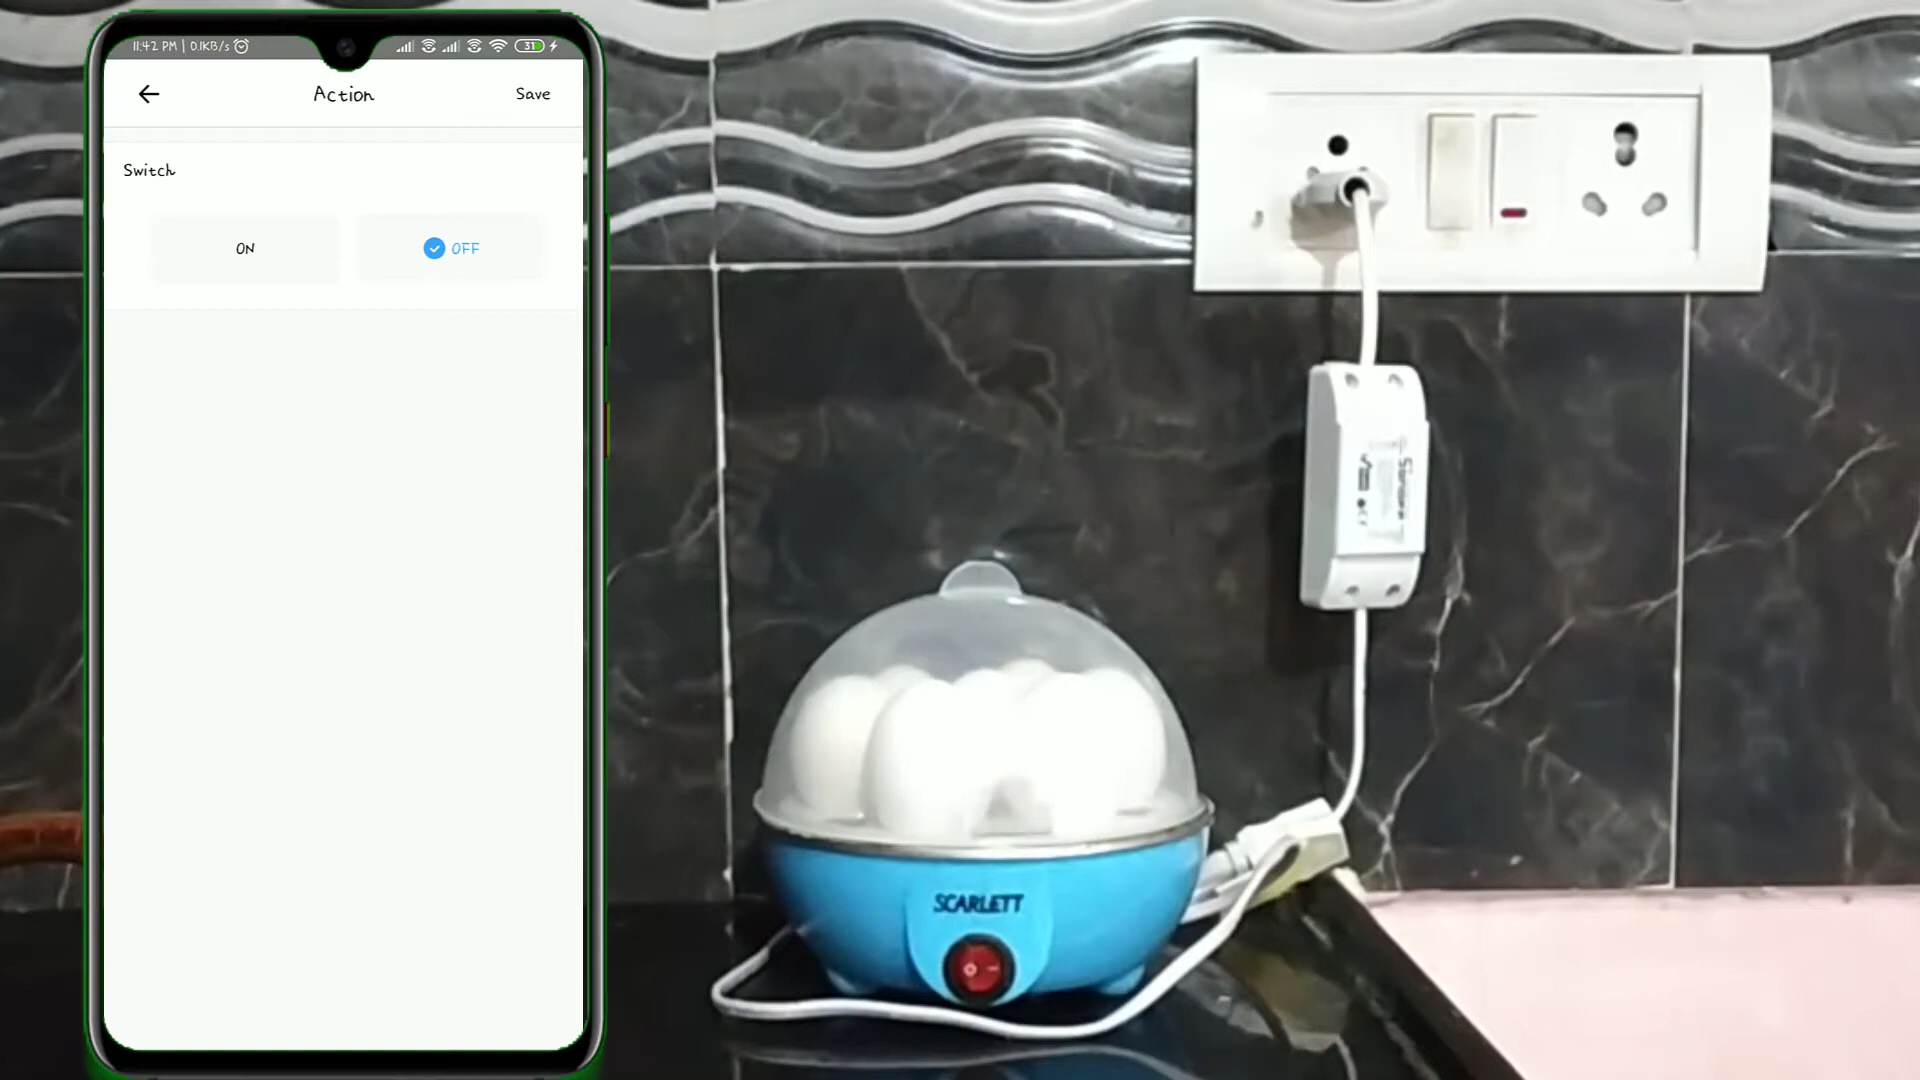 11:42 PM | 0.1KB/s
31
Action
Save
Switch
ON
OFF
SCARLETT